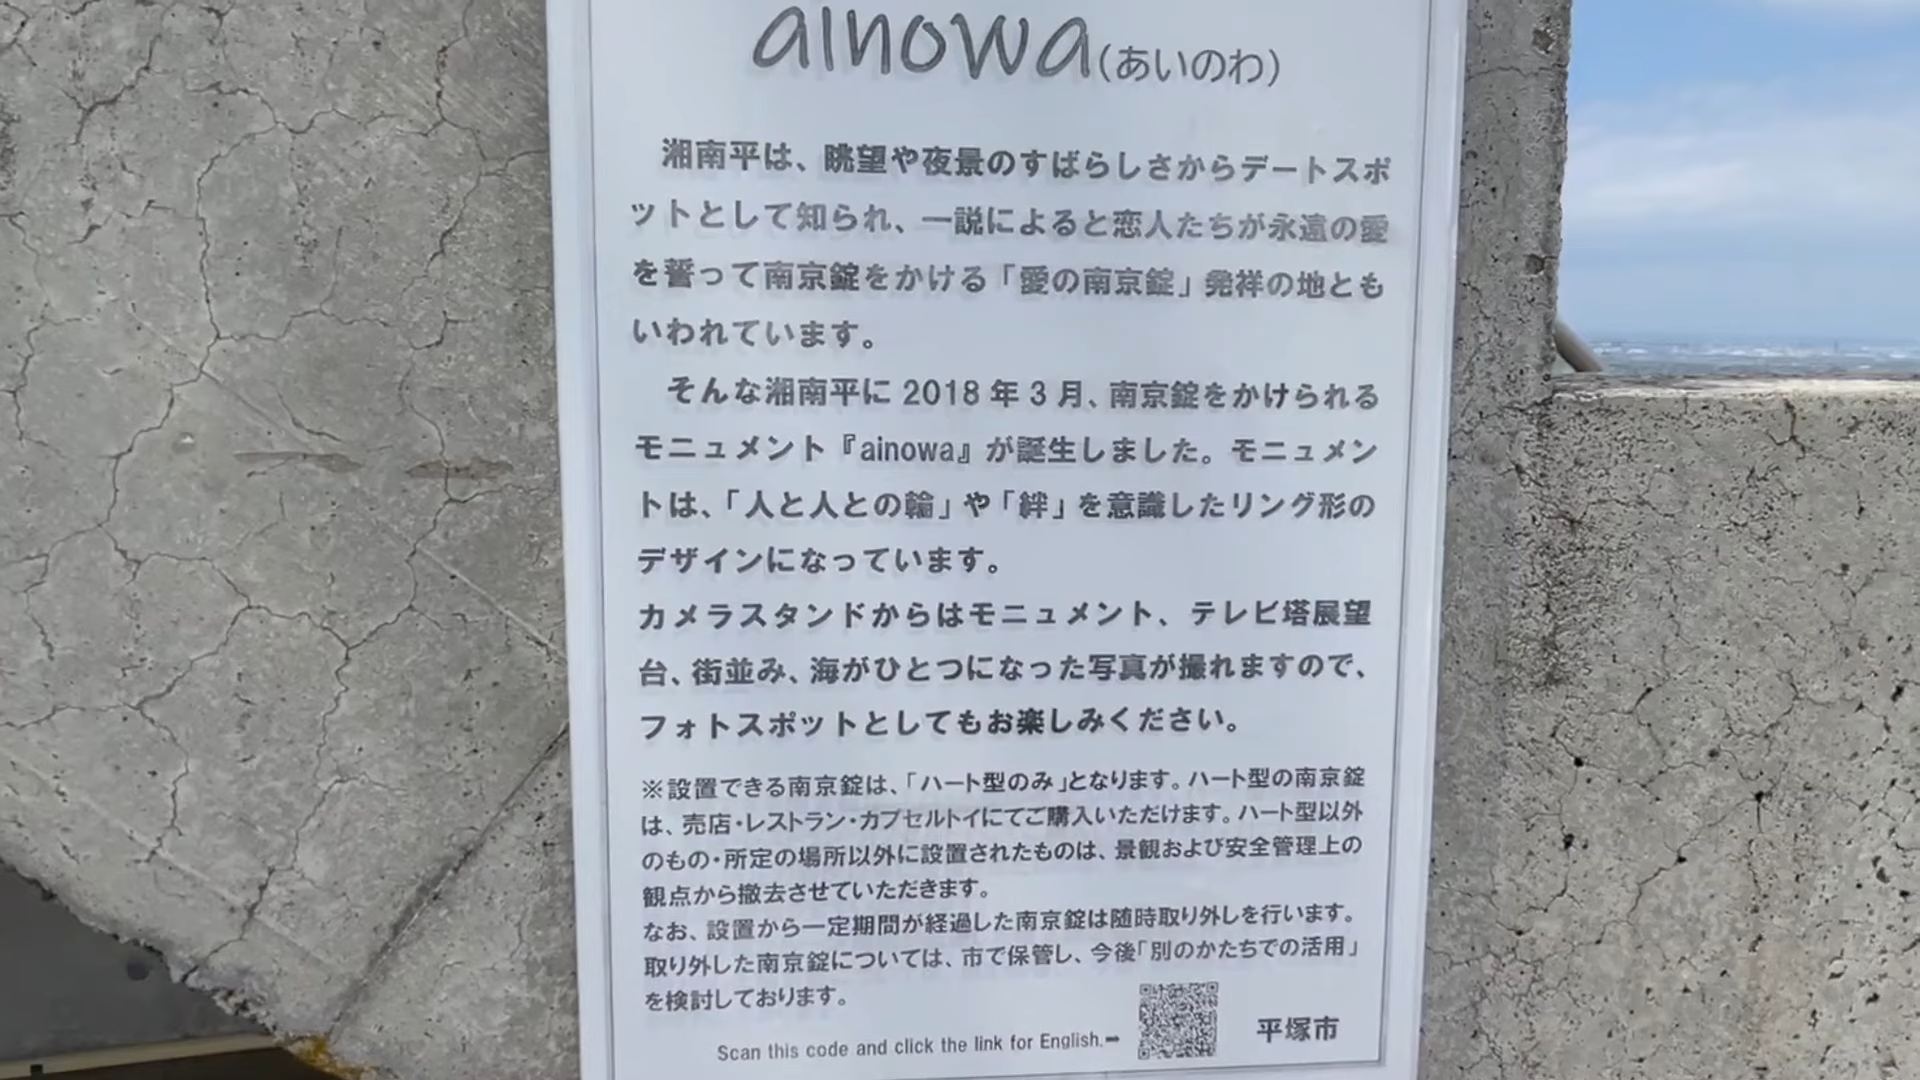 ainowa(あいのわ)
湘南平は、眺望や夜景のすばらしさからデートスポ
ットとして知られ、一説によると恋人たちが永遠の愛
を誓って南京錠をかける「愛の南京錠」発祥の地とも
いわれています。
そんな湘南平に 2018 年 3 月、南京錠をかけられる
モニュメント『ainowa』が誕生しました。モニュメン
トは、「人と人との輪」や「絆」を意識したリング形の
デザインになっています。
カメラスタンドからはモニュメント、テレビ塔展望
台、街並み、海がひとつになった写真が撮れますので、
フォトスポットとしてもお楽しみください。
※設置できる南京錠は、「ハート型のみ」となります。ハート型の南京錠
は、売店・レストラン・カプセルトイにてご購入いただけます。ハート型以外
のもの・所定の場所以外に設置されたものは、景観および安全管理上の
観点から撤去させていただきます。
なお、設置から一定期間が経過した南京錠は随時取り外しを行います。
取り外した南京錠については、市で保管し、今後「別のかたちでの活用」
を検討しております。
Scan this code and click the link for English.➡
平塚市